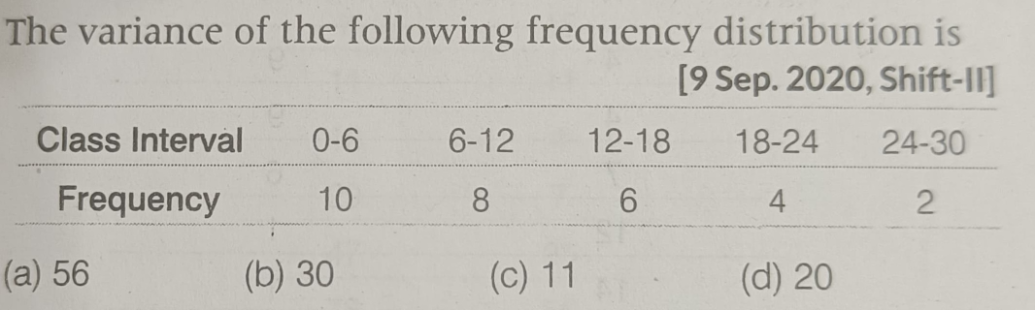 The variance of the following frequency distribution is
[9 Sep. 2020, Shift-II]
Class Interval 0-6 6-12 12-18 18-24 24-30
Frequency 10 8 6 4 2
(a) 56 (b) 30 (c) 11 (d) 20